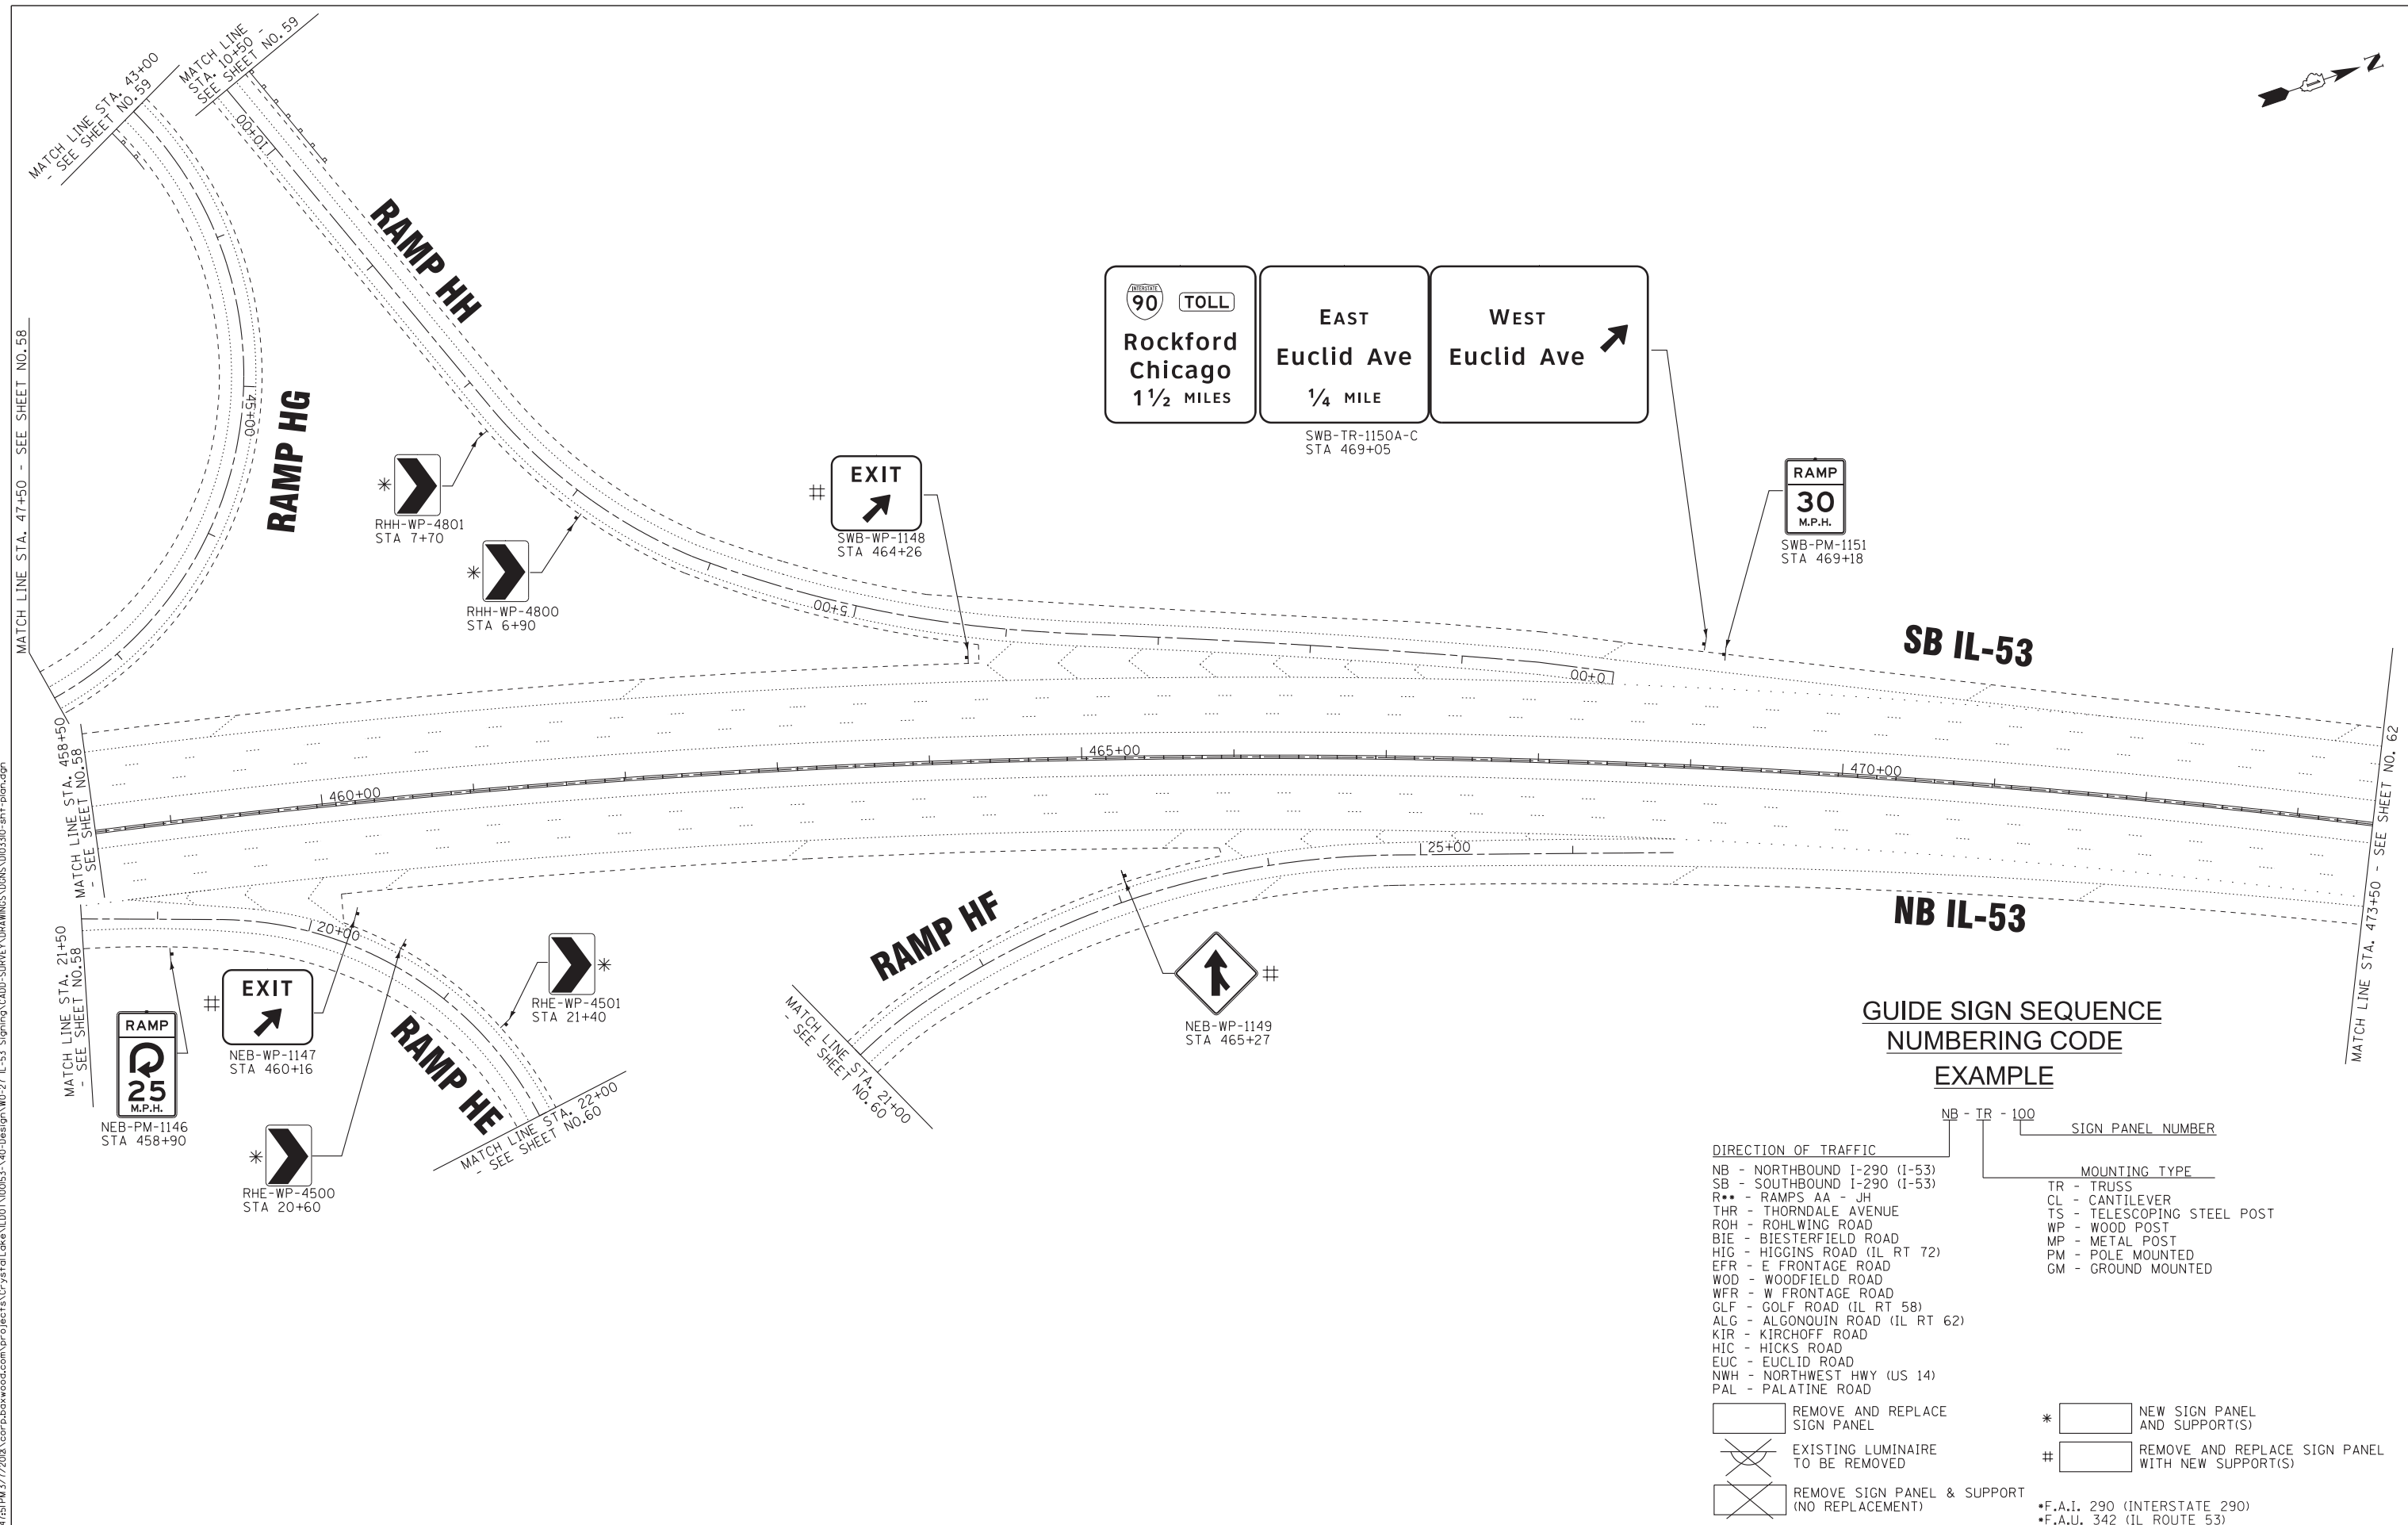 MATCH LINE STA. 43+00
- SEE SHEET NO.59
MATCH LINE
STA. 10+50 -
SEE SHEET NO.59
N
10+00
RAMP HH
MATCH LINE STA. 47+50 - SEE SHEET NO.58
45+00
RAMP HG
INTERSTATE
90
TOLL
Rockford
Chicago
1 1/2 MILES
EAST
Euclid Ave
1/4 MILE
WEST
Euclid Ave
SWB-TR-1150A-C
STA 469+05
*
RHH-WP-4801
STA 7+70
*
RHH-WP-4800
STA 6+90
#
EXIT
SWB-WP-1148
STA 464+26
RAMP
30
M.P.H.
SWB-PM-1151
STA 469+18
5+00
0+00
SB IL-53
MATCH LINE STA. 458+50
- SEE SHEET NO.58
460+00
465+00
470+00
MATCH LINE STA. 473+50 - SEE SHEET NO. 62
25+00
20+00
RAMP HF
NB IL-53
MATCH LINE STA. 21+50
- SEE SHEET NO.58
RAMP
25
M.P.H.
NEB-PM-1146
STA 458+90
#
EXIT
NEB-WP-1147
STA 460+16
*
RHE-WP-4500
STA 20+60
*
RHE-WP-4501
STA 21+40
RAMP HE
MATCH LINE STA. 22+00
- SEE SHEET NO.60
MATCH LINE STA. 21+00
- SEE SHEET NO.60
#
NEB-WP-1149
STA 465+27
GUIDE SIGN SEQUENCE
NUMBERING CODE
EXAMPLE
NB - TR - 100
SIGN PANEL NUMBER
DIRECTION OF TRAFFIC
NB - NORTHBOUND I-290 (I-53)
SB - SOUTHBOUND I-290 (I-53)
R** - RAMPS AA - JH
THR - THORNDALE AVENUE
ROH - ROHLWING ROAD
BIE - BIESTERFIELD ROAD
HIG - HIGGINS ROAD (IL RT 72)
EFR - E FRONTAGE ROAD
WOD - WOODFIELD ROAD
WFR - W FRONTAGE ROAD
GLF - GOLF ROAD (IL RT 58)
ALG - ALGONQUIN ROAD (IL RT 62)
KIR - KIRCHOFF ROAD
HIC - HICKS ROAD
EUC - EUCLID ROAD
NWH - NORTHWEST HWY (US 14)
PAL - PALATINE ROAD
MOUNTING TYPE
TR - TRUSS
CL - CANTILEVER
TS - TELESCOPING STEEL POST
WP - WOOD POST
MP - METAL POST
PM - POLE MOUNTED
GM - GROUND MOUNTED
REMOVE AND REPLACE
SIGN PANEL
EXISTING LUMINAIRE
TO BE REMOVED
REMOVE SIGN PANEL & SUPPORT
(NO REPLACEMENT)
*
NEW SIGN PANEL
AND SUPPORT(S)
#
REMOVE AND REPLACE SIGN PANEL
WITH NEW SUPPORT(S)
*F.A.I. 290 (INTERSTATE 290)
*F.A.U. 342 (IL ROUTE 53)